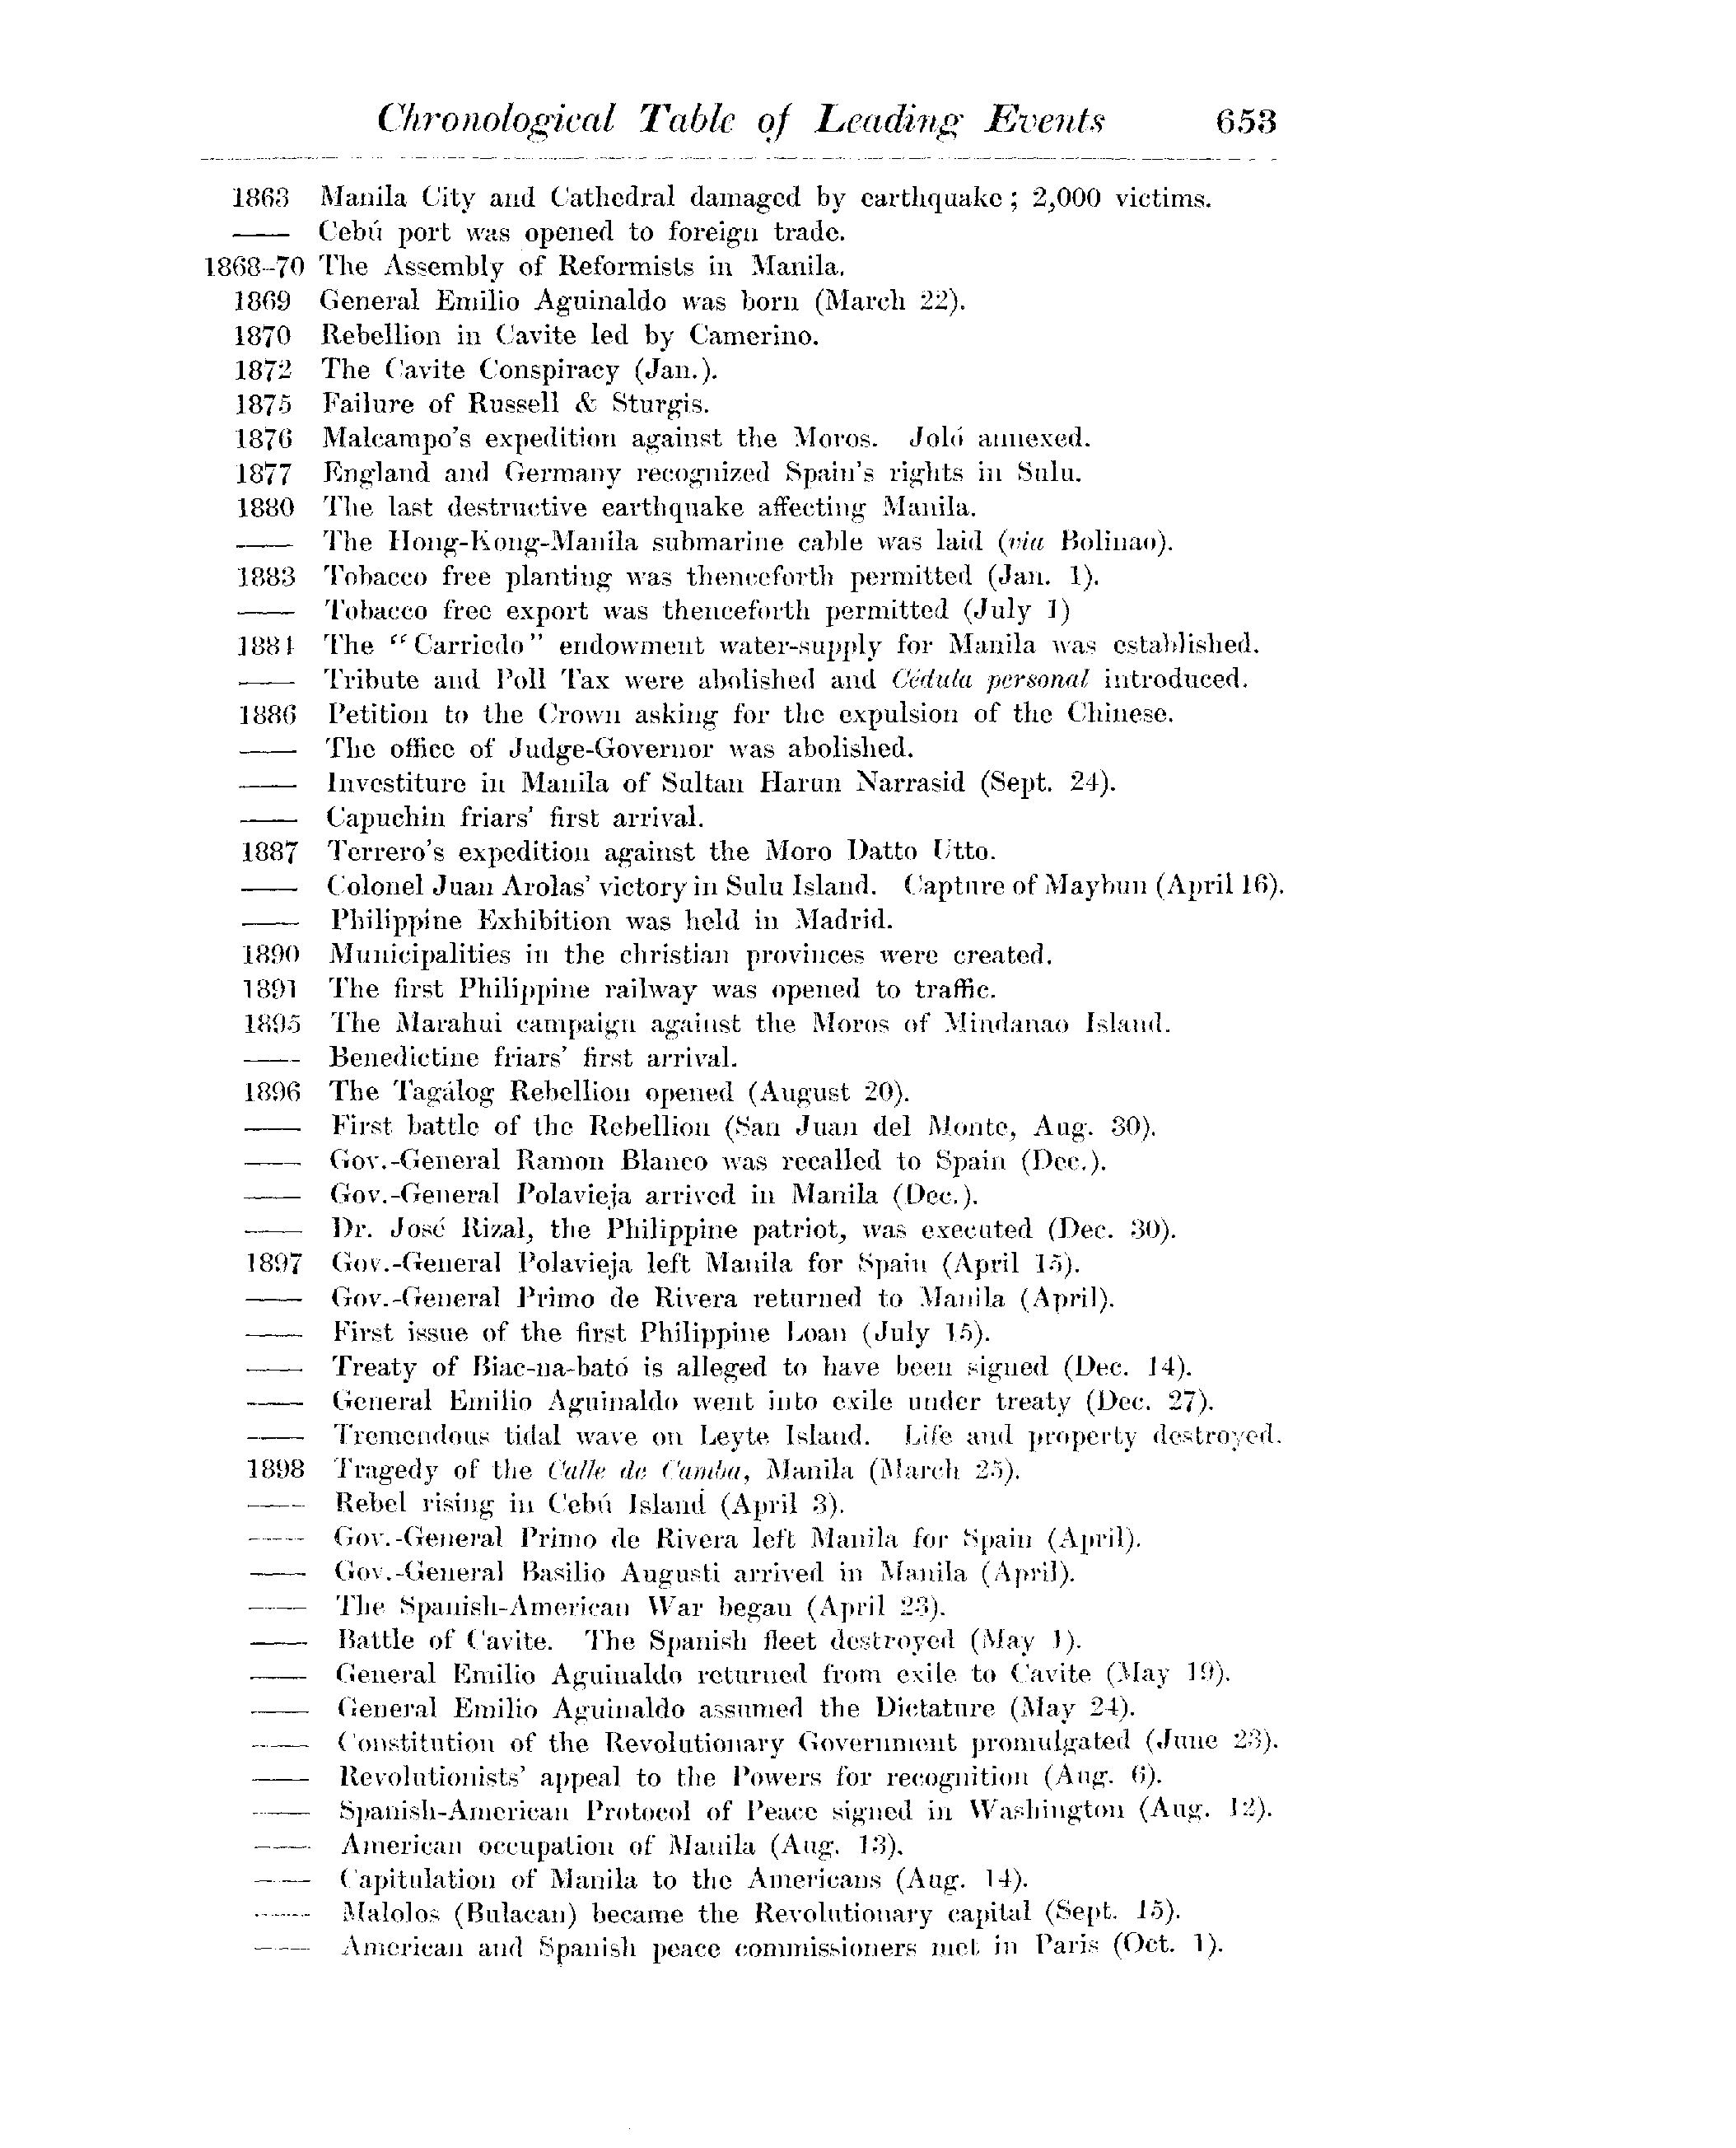 Chronological Table of Leading Events 653
1863 Manila City and Cathedral damaged by earthquake; 2,000 victims.
—— Cebú port was opened to foreign trade.
1868-70 The Assembly of Reformists in Manila.
1869 General Emilio Aguinaldo was born (March 22).
1870 Rebellion in Cavite led by Camerino.
1872 The Cavite Conspiracy (Jan.).
1875 Failure of Russell & Sturgis.
1876 Malcampo's expedition against the Moros. Joló annexed.
1877 England and Germany recognized Spain's rights in Sulu.
1880 The last destructive earthquake affecting Manila.
—— The Hong-Kong-Manila submarine cable was laid (via Bolinao).
1883 Tobacco free planting was thenceforth permitted (Jan. 1).
—— Tobacco free export was thenceforth permitted (July 1)
1884 The "Carriedo" endowment water-supply for Manila was established.
—— Tribute and Poll Tax were abolished and Cédula personal introduced.
1886 Petition to the Crown asking for the expulsion of the Chinese.
—— The office of Judge-Governor was abolished.
—— Investiture in Manila of Sultan Harun Narrasid (Sept. 24).
—— Capuchin friars' first arrival.
1887 Terrero's expedition against the Moro Datto Utto.
—— Colonel Juan Arolas' victory in Sulu Island. Capture of Maybun (April 16).
—— Philippine Exhibition was held in Madrid.
1890 Municipalities in the christian provinces were created.
1891 The first Philippine railway was opened to traffic.
1895 The Marahui campaign against the Moros of Mindanao Island.
—— Benedictine friars' first arrival.
1896 The Tagálog Rebellion opened (August 20).
—— First battle of the Rebellion (San Juan del Monte, Aug. 30).
—— Gov.-General Ramon Blanco was recalled to Spain (Dec.).
—— Gov.-General Polavieja arrived in Manila (Dec.).
—— Dr. José Rizal, the Philippine patriot, was executed (Dec. 30).
1897 Gov.-General Polavieja left Manila for Spain (April 15).
—— Gov.-General Primo de Rivera returned to Manila (April).
—— First issue of the first Philippine Loan (July 15).
—— Treaty of Biac-na-bató is alleged to have been signed (Dec. 14).
—— General Emilio Aguinaldo went into exile under treaty (Dec. 27).
—— Tremendous tidal wave on Leyte Island. Life and property destroyed.
1898 Tragedy of the Calle de Camba, Manila (March 25).
—— Rebel rising in Cebú Island (April 3).
—— Gov.-General Primo de Rivera left Manila for Spain (April).
—— Gov.-General Basilio Augusti arrived in Manila (April).
—— The Spanish-American War began (April 23).
—— Battle of Cavite. The Spanish fleet destroyed (May 1).
—— General Emilio Aguinaldo returned from exile to Cavite (May 19).
—— General Emilio Aguinaldo assumed the Dictature (May 24).
—— Constitution of the Revolutionary Government promulgated (June 23).
—— Revolutionists' appeal to the Powers for recognition (Aug. 6).
—— Spanish-American Protocol of Peace signed in Washington (Aug. 12).
—— American occupation of Manila (Aug. 13).
—— Capitulation of Manila to the Americans (Aug. 14).
—— Malolos (Bulacan) became the Revolutionary capital (Sept. 15).
—— American and Spanish peace commissioners met in Paris (Oct. 1).